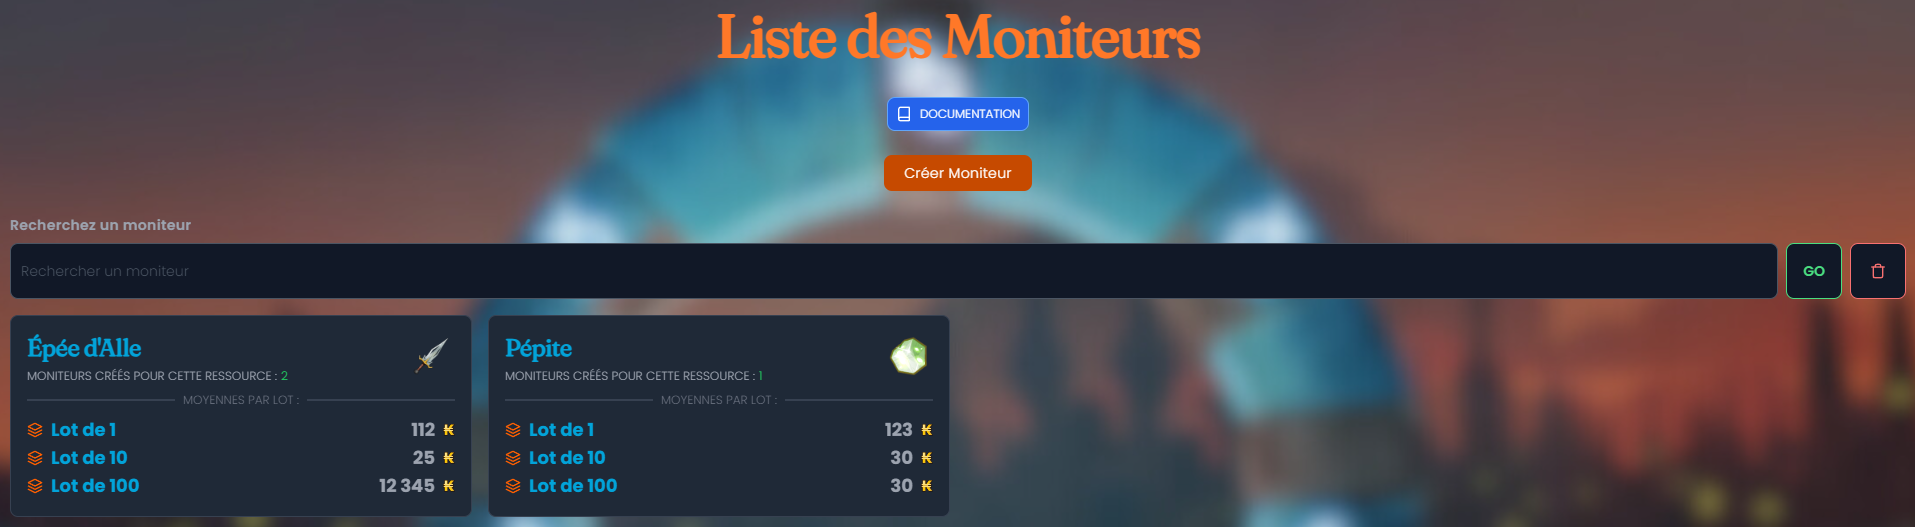 Liste des Moniteurs
DOCUMENTATION
Créer Moniteur
Recherchez un moniteur
Rechercher un moniteur
GO
Épée d'Alle
MONITEURS CRÉÉS POUR CETTE RESSOURCE : 2
MOYENNES PAR LOT :
Lot de 1 112 ₭
Lot de 10 25 ₭
Lot de 100 12 345 ₭
Pépite
MONITEURS CRÉÉS POUR CETTE RESSOURCE : 1
MOYENNES PAR LOT :
Lot de 1 123 ₭
Lot de 10 30 ₭
Lot de 100 30 ₭